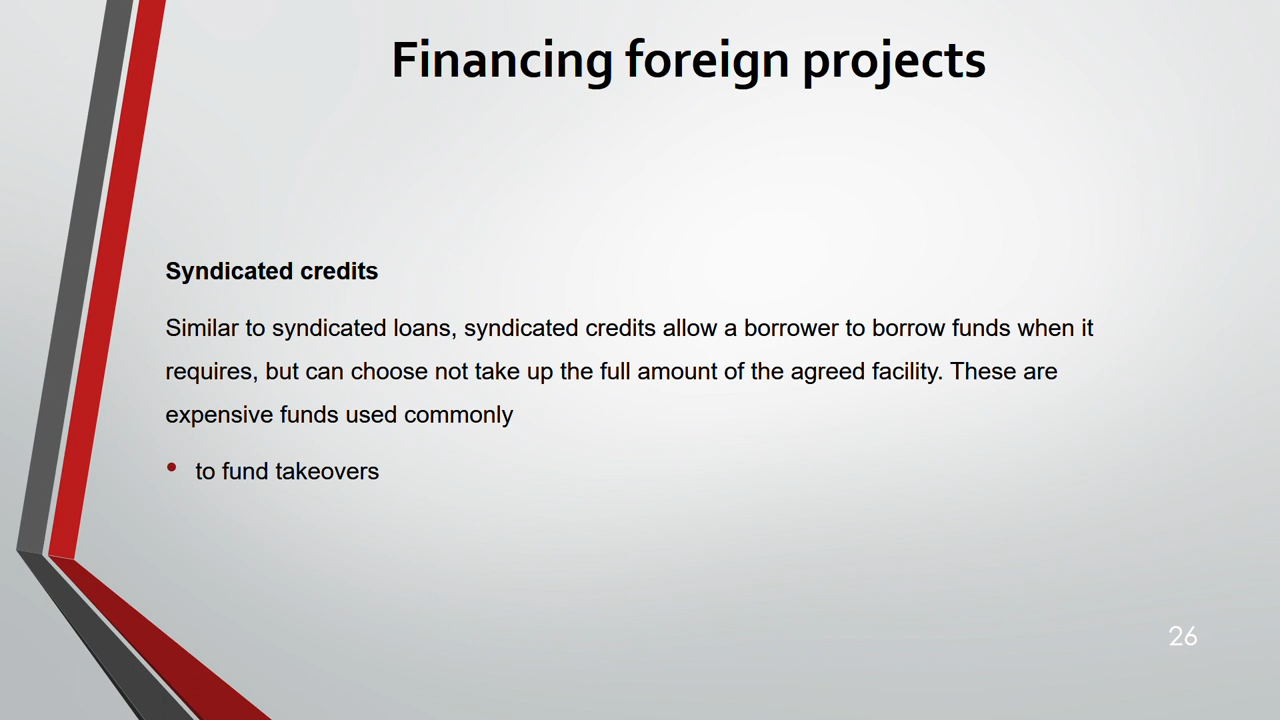 Financing foreign projects
Syndicated credits
Similar to syndicated loans, syndicated credits allow a borrower to borrow funds when it
requires, but can choose not take up the full amount of the agreed facility. These are
expensive funds used commonly
• to fund takeovers
26